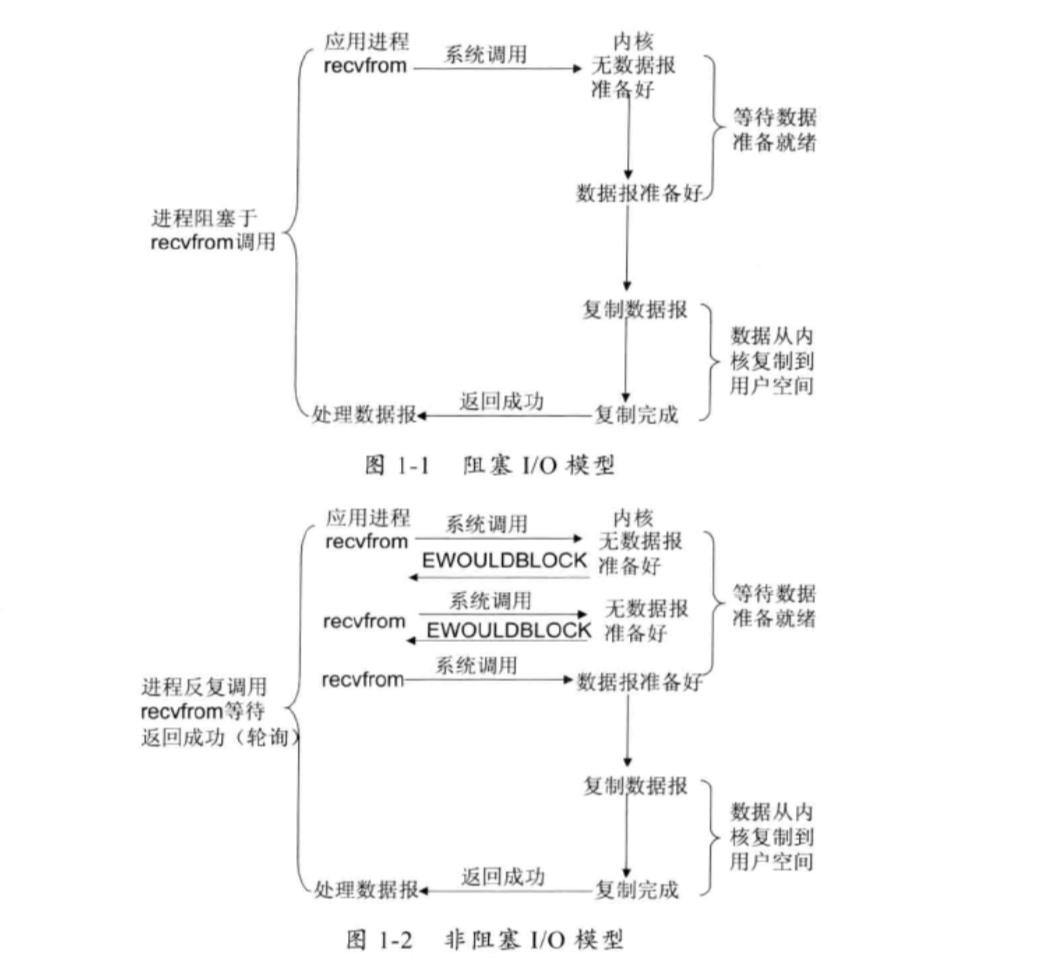 应用进程
recvfrom
系统调用
内核
无数据报
准备好
等待数据
准备就绪
数据报准备好
进程阻塞于
recvfrom调用
复制数据报
数据从内
核复制到
用户空间
处理数据报
返回成功
复制完成
图 1-1 阻塞 I/O 模型
应用进程
recvfrom
系统调用
内核
无数据报
准备好
EWOULDBLOCK
recvfrom
系统调用
无数据报
准备好
EWOULDBLOCK
等待数据
准备就绪
recvfrom
系统调用
数据报准备好
进程反复调用
recvfrom等待
返回成功（轮询）
复制数据报
数据从内
核复制到
用户空间
处理数据报
返回成功
复制完成
图 1-2 非阻塞 I/O 模型